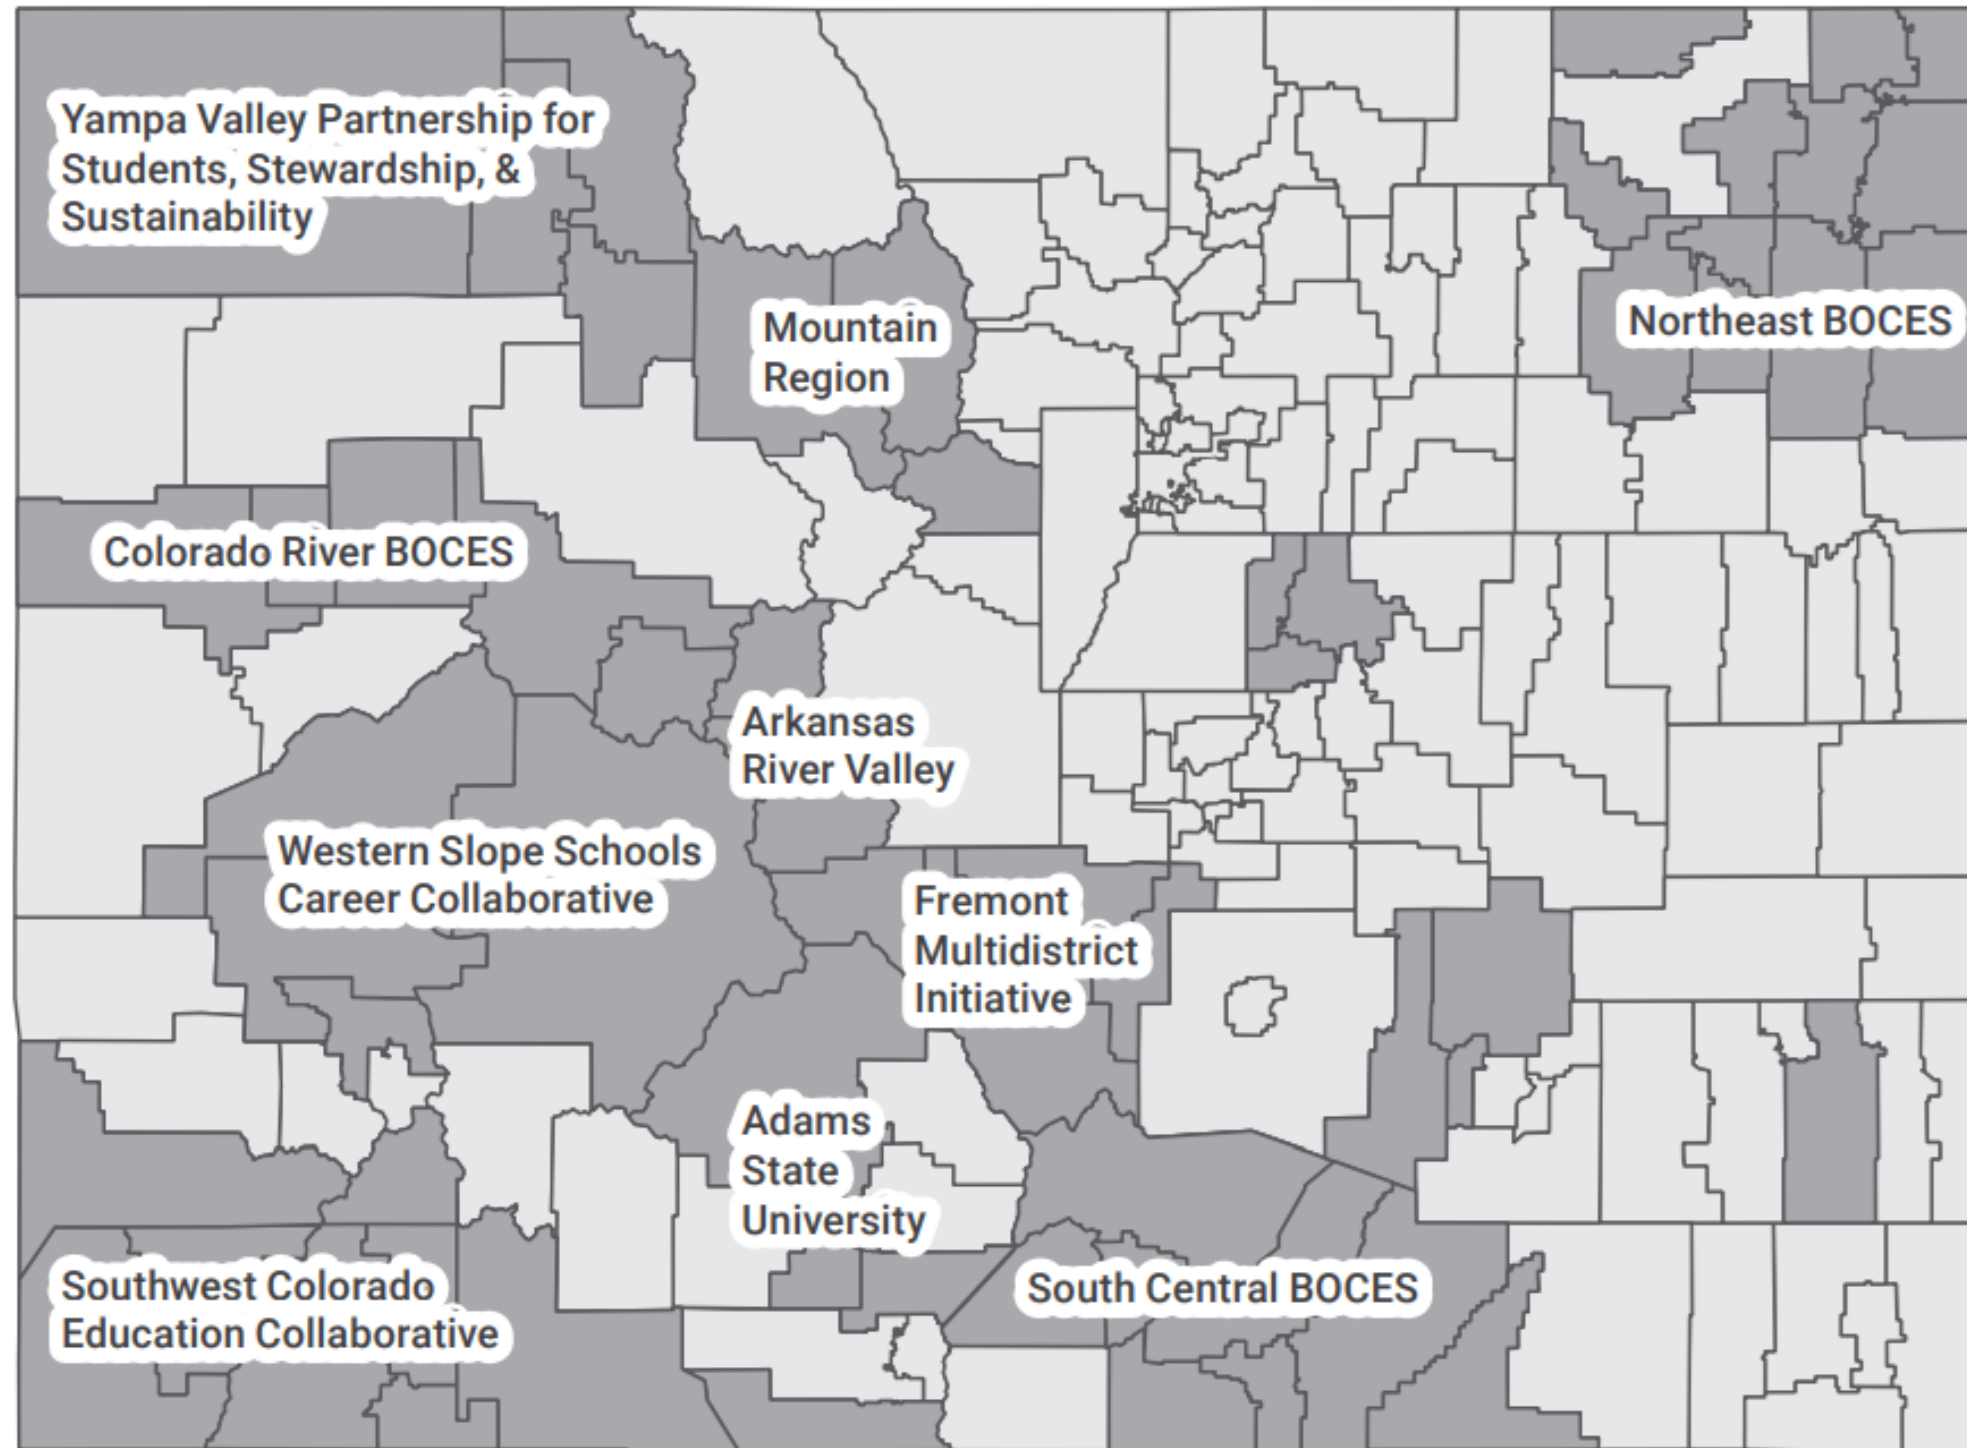 Yampa Valley Partnership for
Students, Stewardship, &
Sustainability
Mountain
Region
Northeast BOCES
Colorado River BOCES
Arkansas
River Valley
Western Slope Schools
Career Collaborative
Fremont
Multidistrict
Initiative
Adams
State
University
Southwest Colorado
Education Collaborative
South Central BOCES